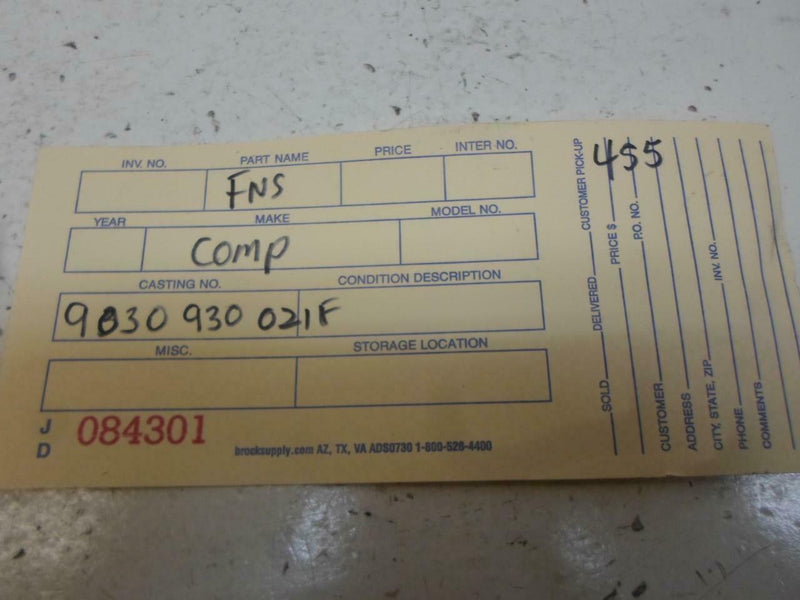 INV. NO. PART NAME PRICE INTER NO.
FNS
YEAR MAKE MODEL NO.
COMP
CASTING NO. CONDITION DESCRIPTION
9830 930 021F
MISC. STORAGE LOCATION
J
D
084301
brocksupply.com AZ, TX, VA ADS0730 1-800-528-4400
455
SOLD DELIVERED CUSTOMER PICK-UP
PRICE $
P.O. NO.
CUSTOMER
ADDRESS
CITY, STATE, ZIP INV. NO.
PHONE
COMMENTS